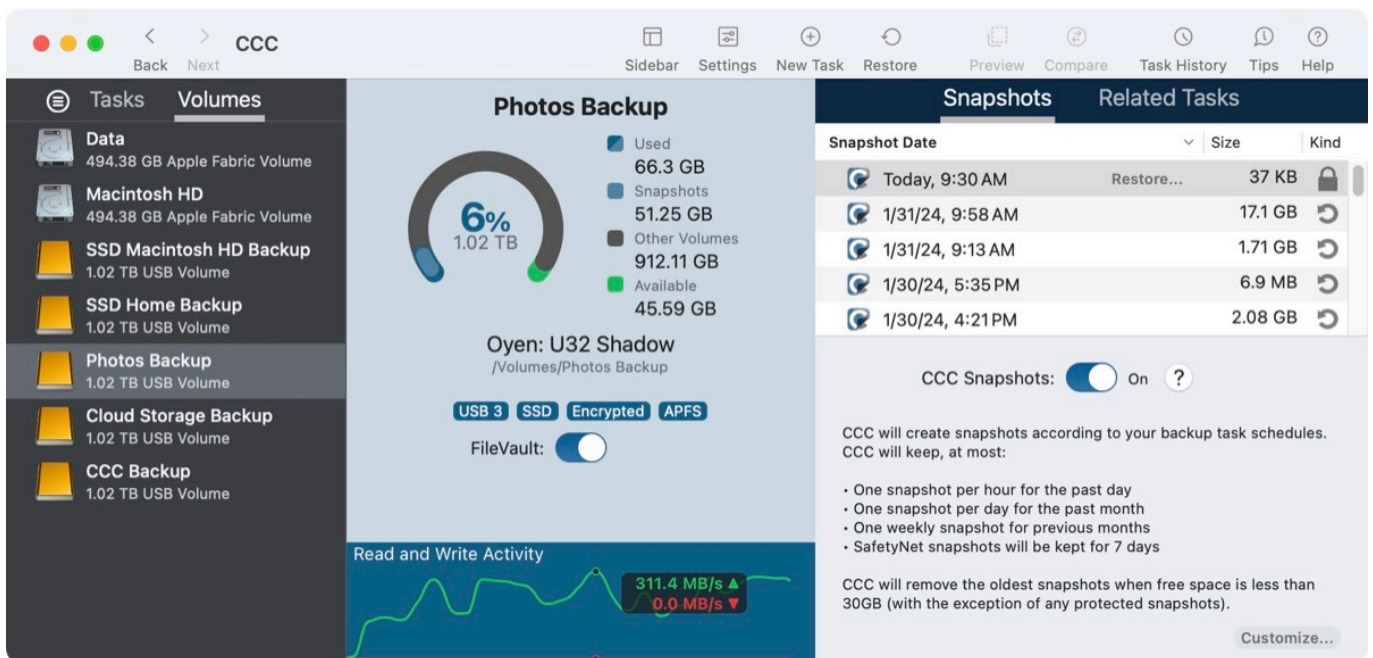 CCC
Back Next
Sidebar Settings New Task Restore Preview Compare Task History Tips Help
Tasks Volumes
Data
494.38 GB Apple Fabric Volume
Macintosh HD
494.38 GB Apple Fabric Volume
SSD Macintosh HD Backup
1.02 TB USB Volume
SSD Home Backup
1.02 TB USB Volume
Photos Backup
1.02 TB USB Volume
Cloud Storage Backup
1.02 TB USB Volume
CCC Backup
1.02 TB USB Volume
Photos Backup
6%
1.02 TB
Used
66.3 GB
Snapshots
51.25 GB
Other Volumes
912.11 GB
Available
45.59 GB
Oyen: U32 Shadow
/Volumes/Photos Backup
USB 3 SSD Encrypted APFS
FileVault:
Read and Write Activity
311.4 MB/s ▲
0.0 MB/s ▼
Snapshots Related Tasks
Snapshot Date Size Kind
Today, 9:30 AM Restore... 37 KB
1/31/24, 9:58 AM 17.1 GB
1/31/24, 9:13 AM 1.71 GB
1/30/24, 5:35 PM 6.9 MB
1/30/24, 4:21 PM 2.08 GB
CCC Snapshots: On ?
CCC will create snapshots according to your backup task schedules.
CCC will keep, at most:
• One snapshot per hour for the past day
• One snapshot per day for the past month
• One weekly snapshot for previous months
• SafetyNet snapshots will be kept for 7 days
CCC will remove the oldest snapshots when free space is less than
30GB (with the exception of any protected snapshots).
Customize...